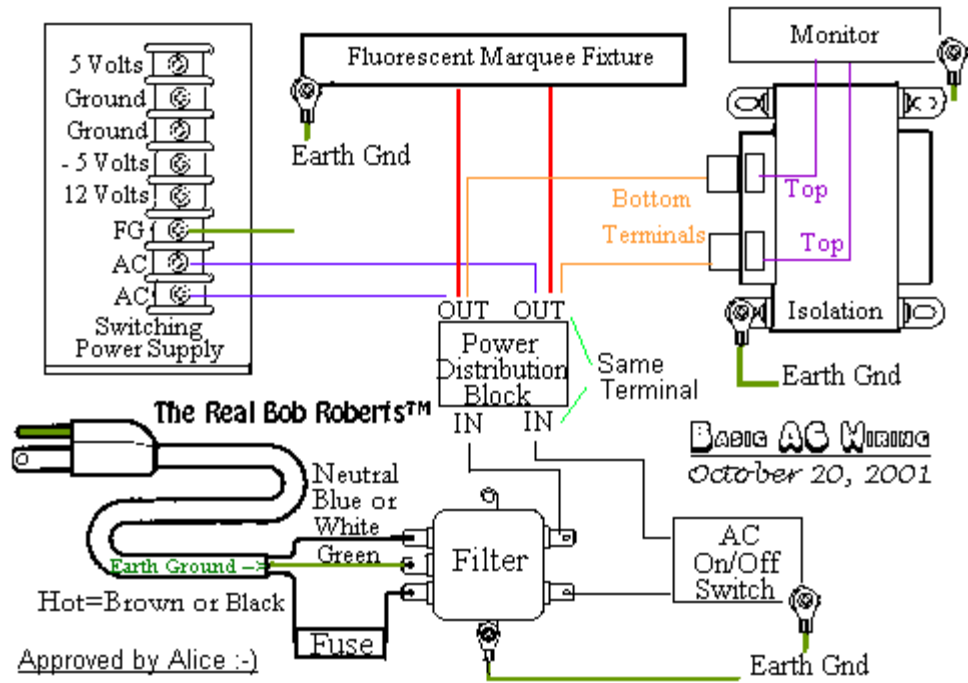 5 Volts
Ground
Ground
- 5 Volts
12 Volts
FG
AC
AC
Switching
Power Supply
Fluorescent Marquee Fixture
Earth Gnd
Monitor
Bottom
Terminals
Top
Top
Isolation
Earth Gnd
OUT OUT
Power
Distribution
Block
IN IN
Same
Terminal
The Real Bob Roberts™
Basic AC Wiring
October 20, 2001
Neutral
Blue or
White
Green
Earth Ground -->
Hot=Brown or Black
Fuse
Filter
AC
On/Off
Switch
Earth Gnd
Approved by Alice :-)